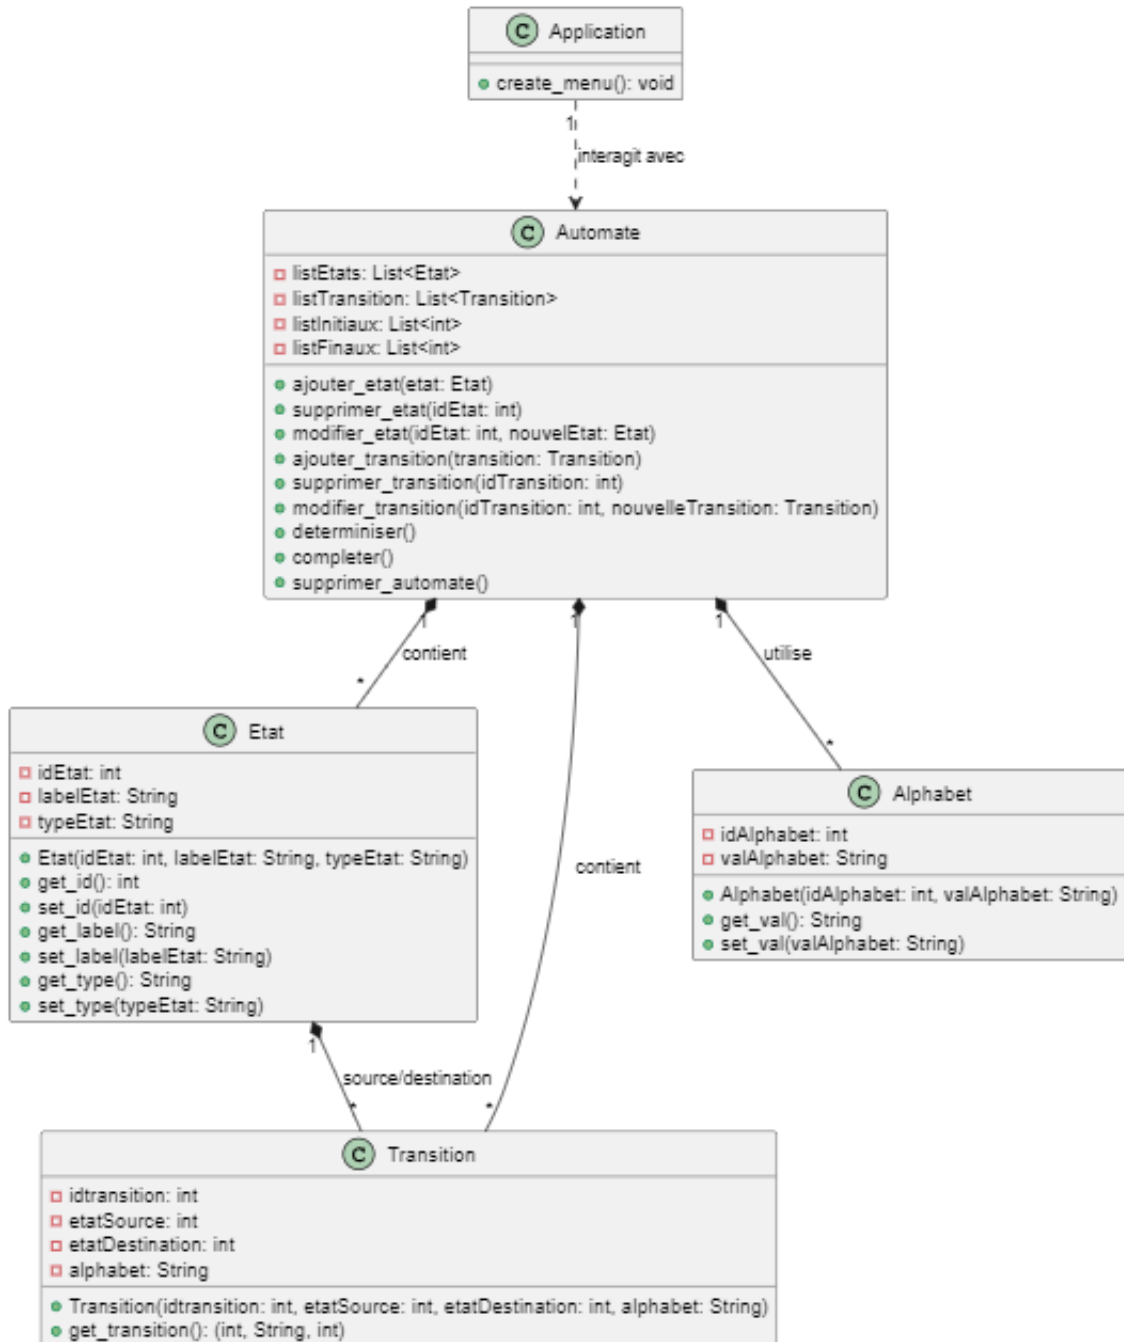 C Application
create_menu(): void
1
interagit avec
C Automate
listEtats: List<Etat>
listTransition: List<Transition>
listInitiaux: List<int>
listFinaux: List<int>
ajouter_etat(etat: Etat)
supprimer_etat(idEtat: int)
modifier_etat(idEtat: int, nouvelEtat: Etat)
ajouter_transition(transition: Transition)
supprimer_transition(idTransition: int)
modifier_transition(idTransition: int, nouvelleTransition: Transition)
determiniser()
completer()
supprimer_automate()
1 1 1
contient utilise
* *
C Etat
idEtat: int
labelEtat: String
typeEtat: String
Etat(idEtat: int, labelEtat: String, typeEtat: String)
get_id(): int
set_id(idEtat: int)
get_label(): String
set_label(labelEtat: String)
get_type(): String
set_type(typeEtat: String)
C Alphabet
idAlphabet: int
valAlphabet: String
Alphabet(idAlphabet: int, valAlphabet: String)
get_val(): String
set_val(valAlphabet: String)
contient
1
source/destination
* *
C Transition
idtransition: int
etatSource: int
etatDestination: int
alphabet: String
Transition(idtransition: int, etatSource: int, etatDestination: int, alphabet: String)
get_transition(): (int, String, int)